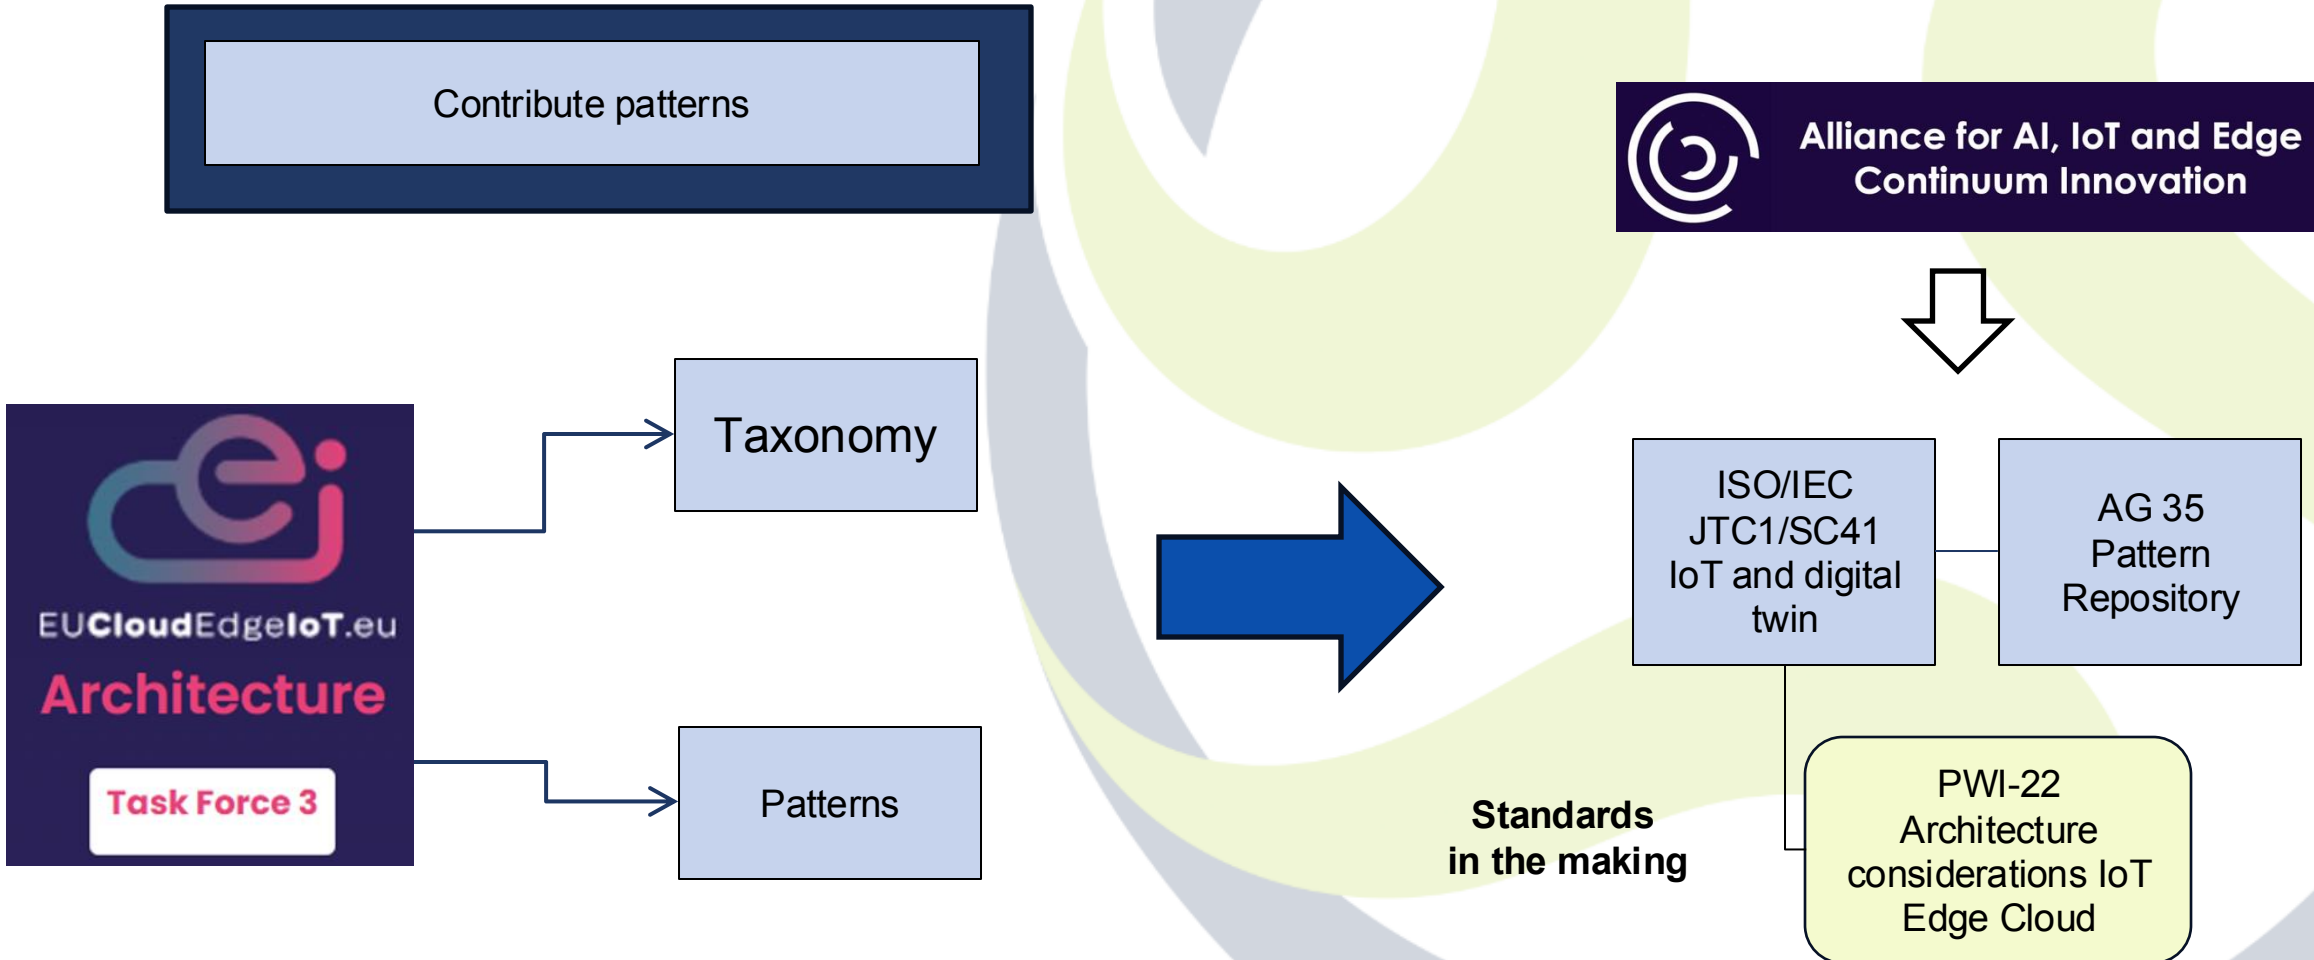 Contribute patterns
Alliance for AI, IoT and Edge
Continuum Innovation
EUCloudEdgeIoT.eu
Architecture
Task Force 3
Taxonomy
Patterns
ISO/IEC
JTC1/SC41
IoT and digital
twin
AG 35
Pattern
Repository
Standards
in the making
PWI-22
Architecture
considerations IoT
Edge Cloud